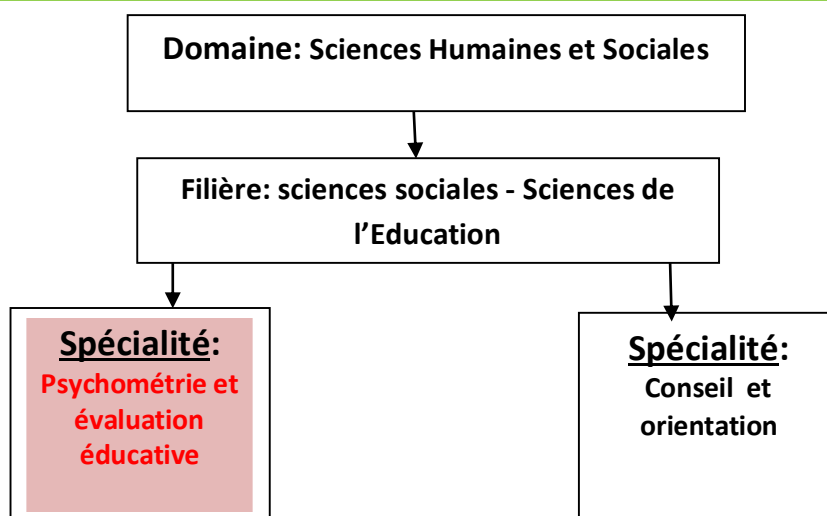 Domaine: Sciences Humaines et Sociales
Filière: sciences sociales - Sciences de
l’Education
Spécialité:
Psychométrie et
évaluation
éducative
Spécialité:
Conseil et
orientation